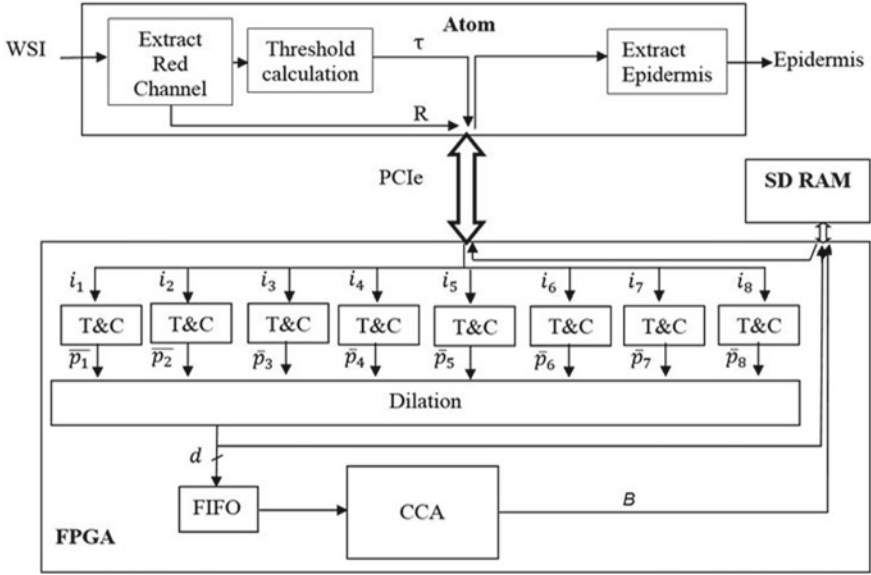 Atom
WSI
Extract
Red
Channel
Threshold
calculation
τ
R
Extract
Epidermis
Epidermis
PCIe
SD RAM
i₁ i₂ i₃ i₄ i₅ i₆ i₇ i₈
T&C T&C T&C T&C T&C T&C T&C T&C
p̅₁ p̅₂ p̅₃ p̅₄ p̅₅ p̅₆ p̅₇ p̅₈
Dilation
d
FIFO
CCA
B
FPGA